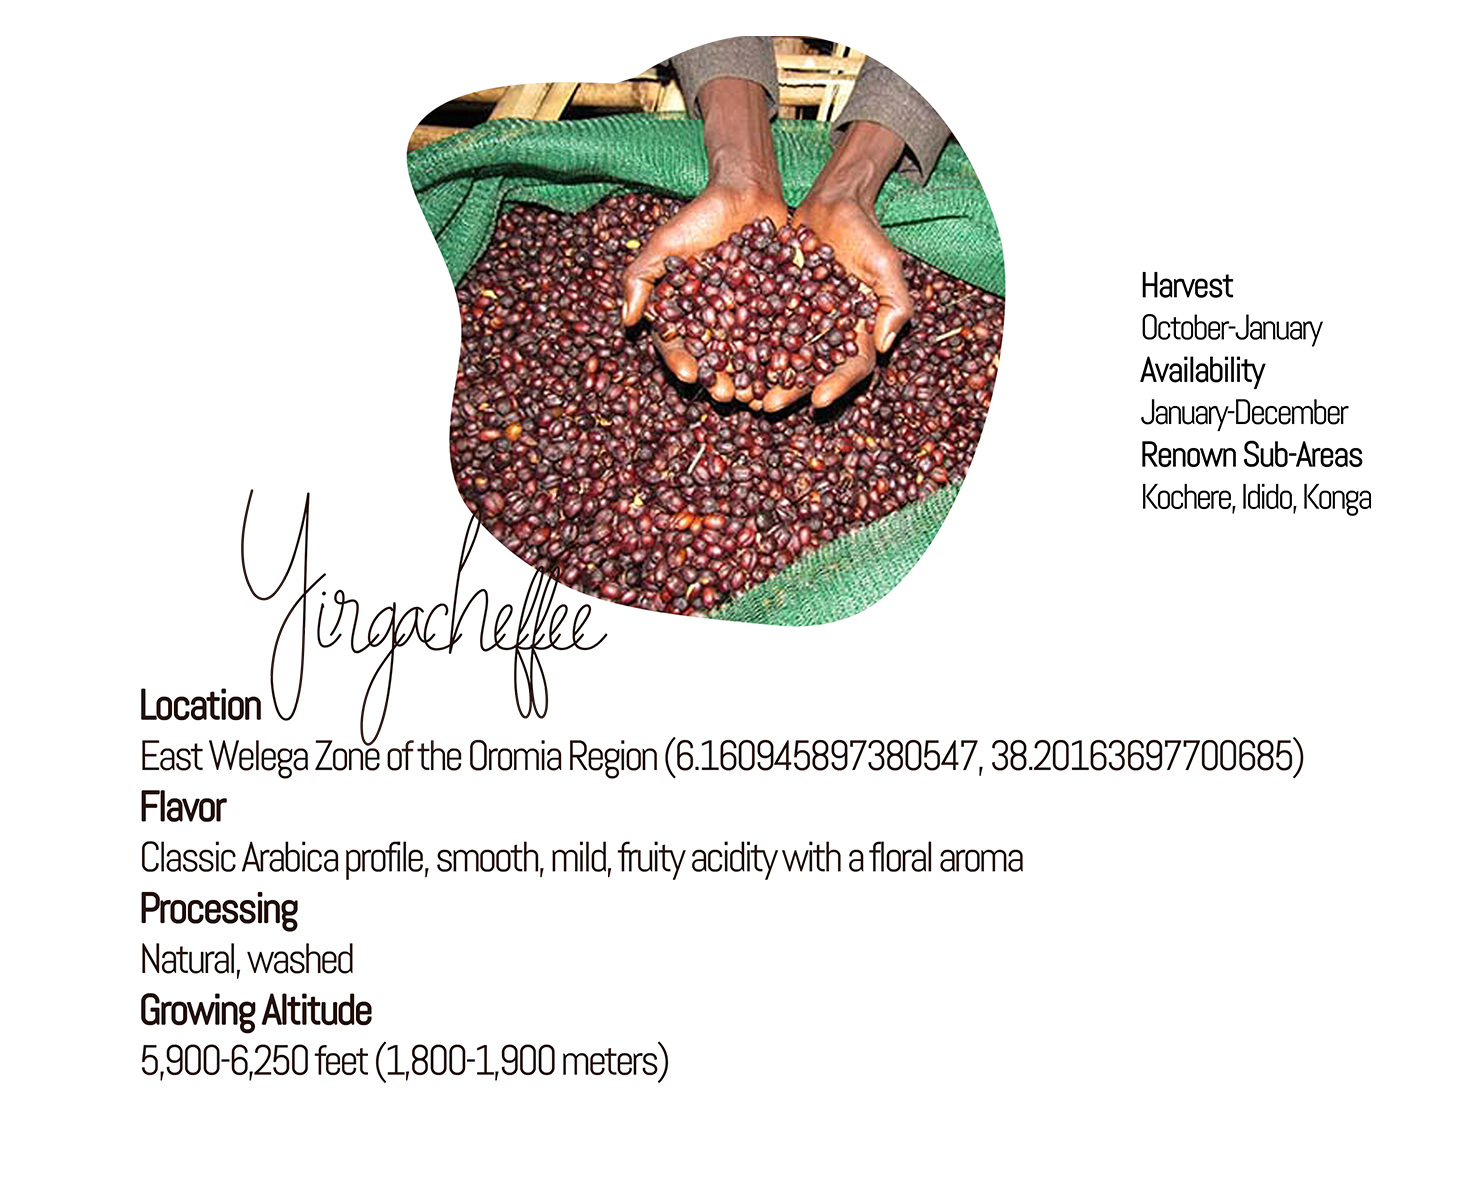 Harvest
October-January
Availability
January-December
Renown Sub-Areas
Kochere, Idido, Konga
Yirgacheffee
Location
East Welega Zone of the Oromia Region (6.160945897380547, 38.20163697700685)
Flavor
Classic Arabica profile, smooth, mild, fruity acidity with a floral aroma
Processing
Natural, washed
Growing Altitude
5,900-6,250 feet (1,800-1,900 meters)